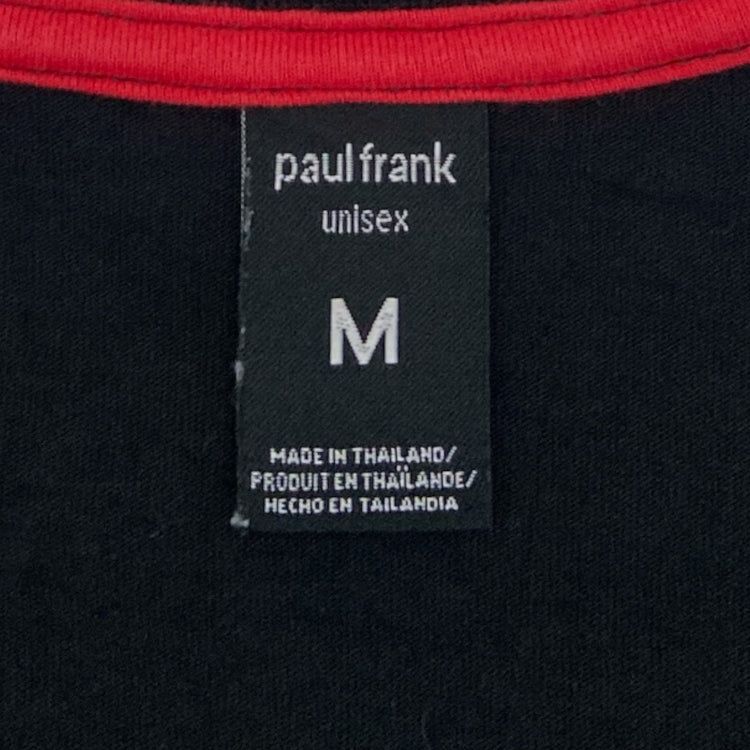 paul frank
unisex
M
MADE IN THAILAND/
PRODUIT EN THAÏLANDE/
HECHO EN TAILANDIA